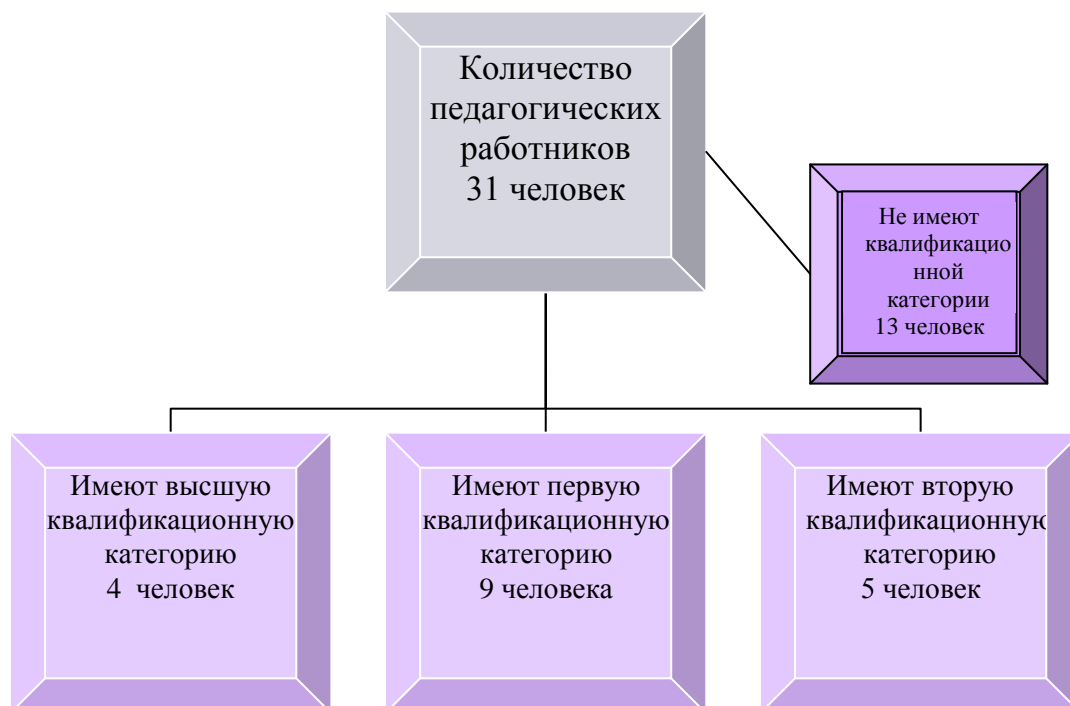 Количество
педагогических
работников
31 человек
Не имеют
квалификацио
нной
категории
13 человек
Имеют высшую
квалификационную
категорию
4 человек
Имеют первую
квалификационную
категорию
9 человека
Имеют вторую
квалификационную
категорию
5 человек